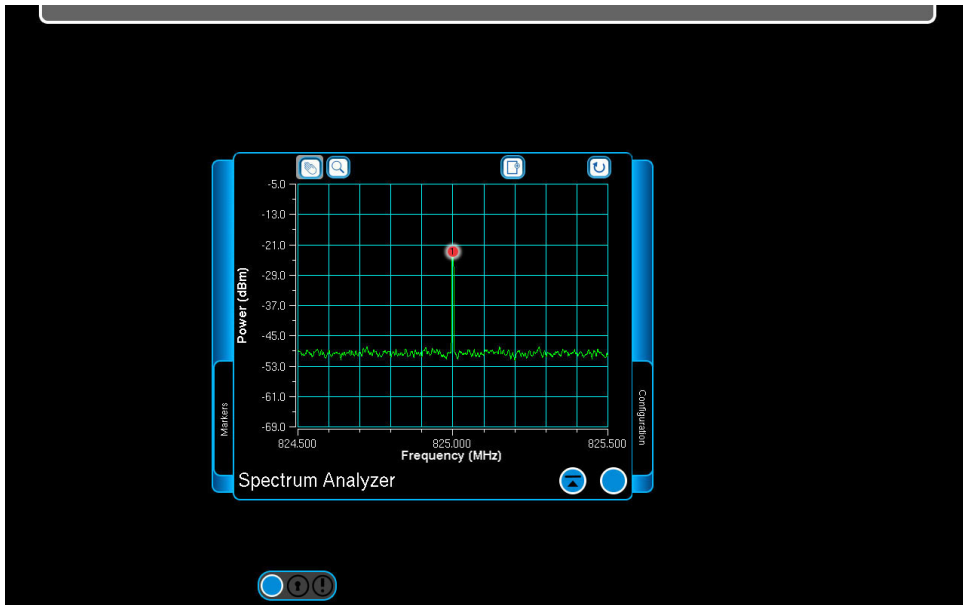 -5.0
-13.0
-21.0
1
-29.0
-37.0
Power (dBm)
-45.0
-53.0
-61.0
-69.0
Markers
Configuration
824.500 825.000 825.500
Frequency (MHz)
Spectrum Analyzer